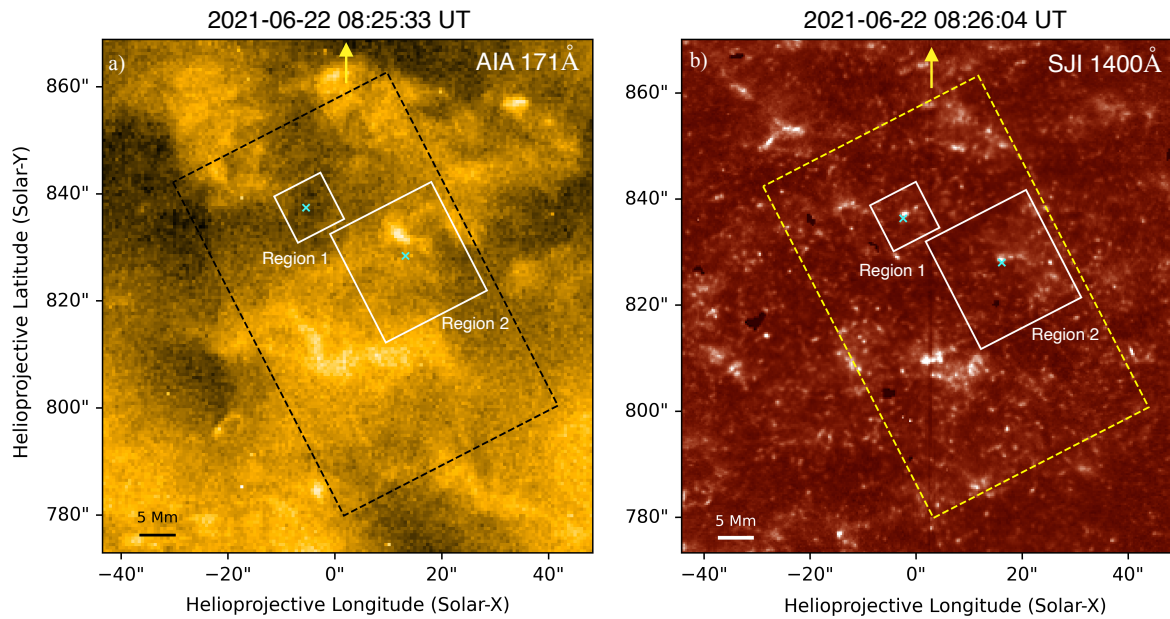 2021-06-22 08:25:33 UT
a)
AIA 171Å
860"
840"
820"
800"
780"
Region 1
Region 2
5 Mm
−40"
−20"
0"
20"
40"
Helioprojective Longitude (Solar-X)
Helioprojective Latitude (Solar-Y)
2021-06-22 08:26:04 UT
b)
SJI 1400Å
860"
840"
820"
800"
780"
Region 1
Region 2
5 Mm
−40"
−20"
0"
20"
40"
Helioprojective Longitude (Solar-X)